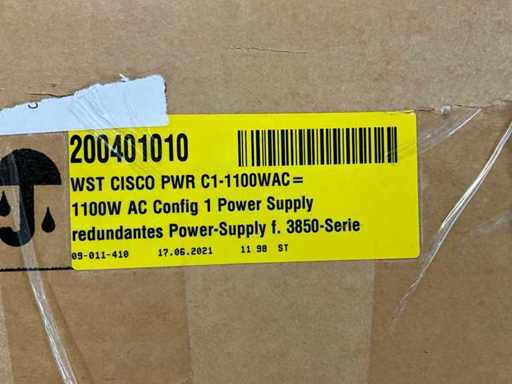 200401010
WST CISCO PWR C1-1100WAC=
1100W AC Config 1 Power Supply
redundantes Power-Supply f. 3850-Serie
09-011-410 17.06.2021 11 98 ST